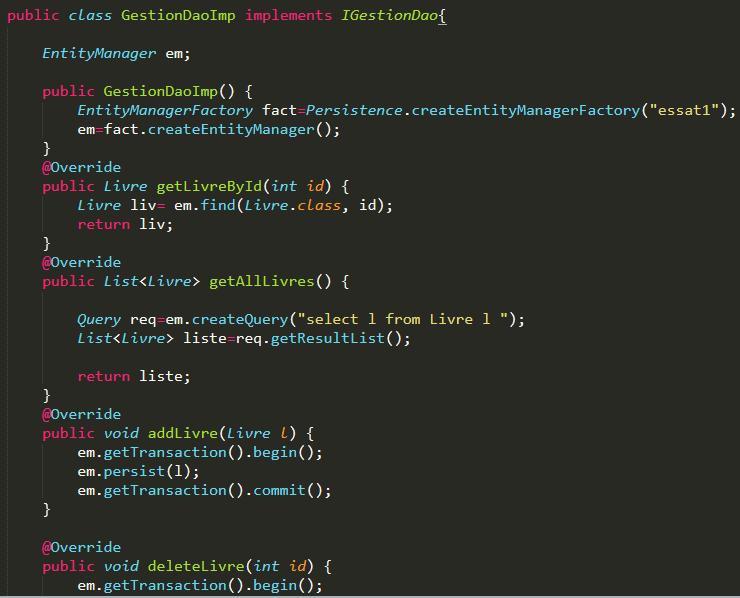 public class GestionDaoImp implements IGestionDao{
EntityManager em;
public GestionDaoImp() {
EntityManagerFactory fact=Persistence.createEntityManagerFactory("essat1");
em=fact.createEntityManager();
}
@Override
public Livre getLivreById(int id) {
Livre liv= em.find(Livre.class, id);
return liv;
}
@Override
public List<Livre> getAllLivres() {
Query req=em.createQuery("select l from Livre l ");
List<Livre> liste=req.getResultList();
return liste;
}
@Override
public void addLivre(Livre l) {
em.getTransaction().begin();
em.persist(l);
em.getTransaction().commit();
}
@Override
public void deleteLivre(int id) {
em.getTransaction().begin();